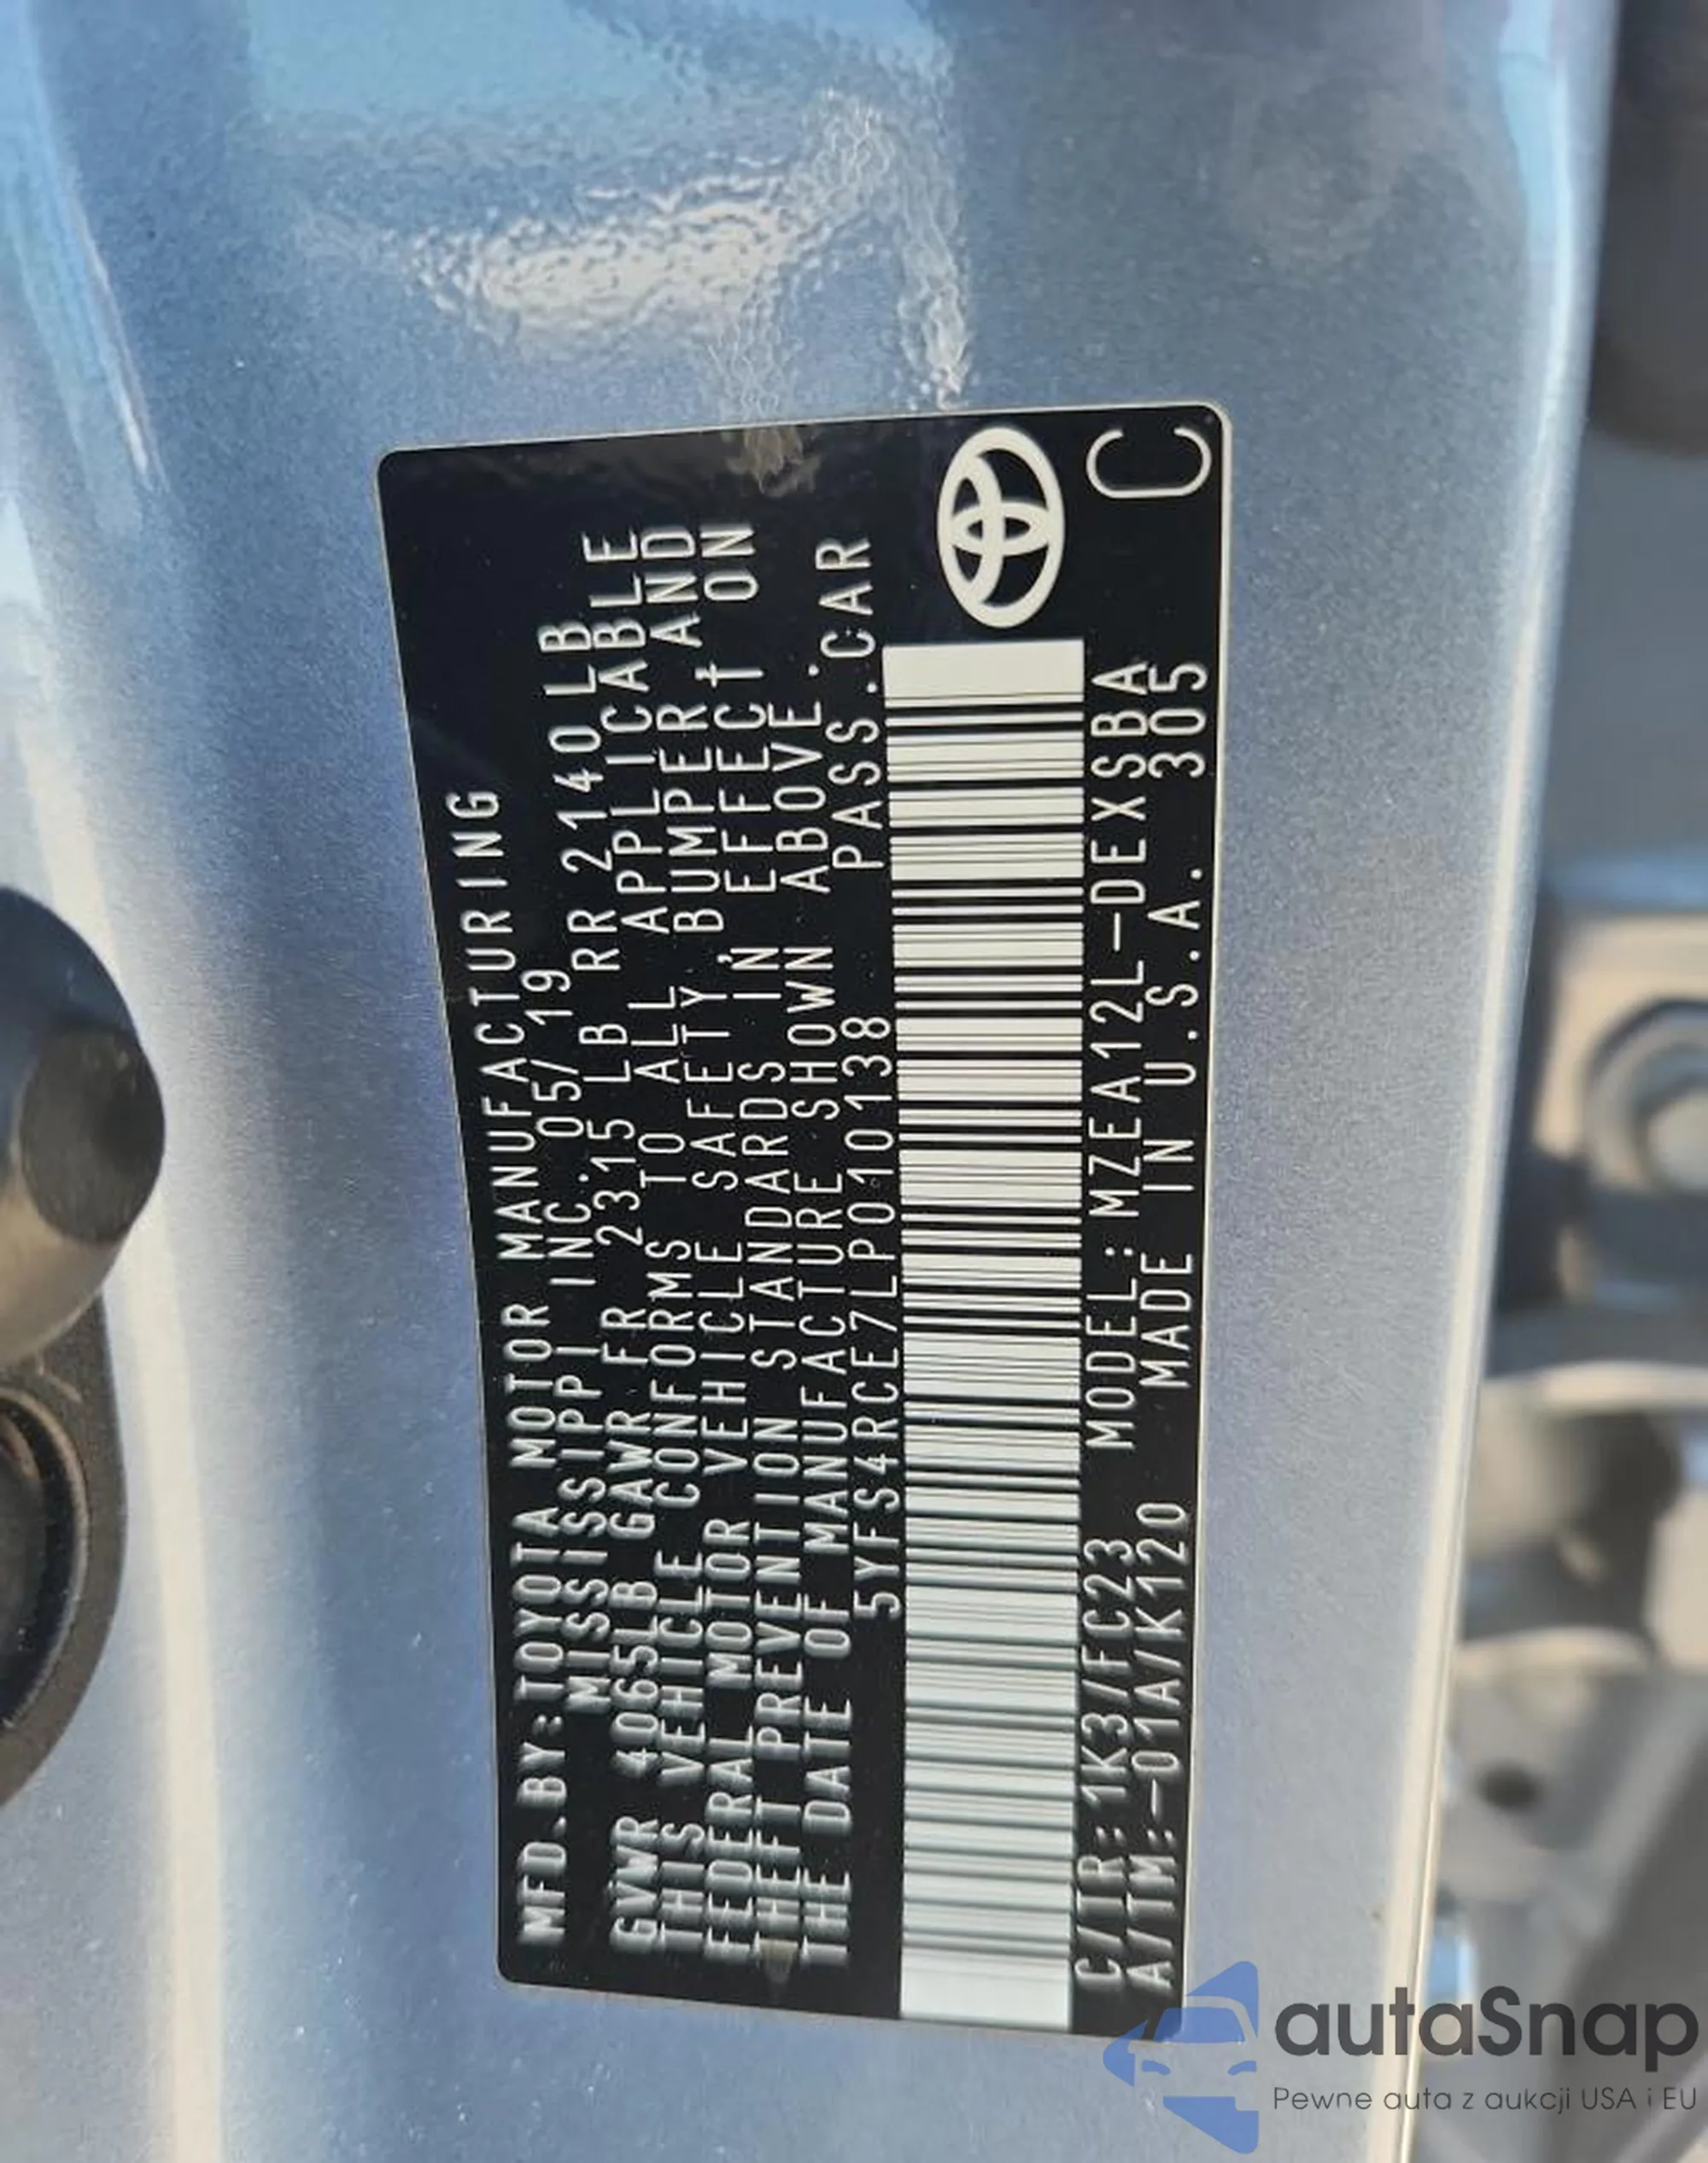 MFD.BY:TOYOTA MOTOR MANUFACTURING
MISSISSIPPI INC. 05/19
GVWR 4065LB GAWR FR 2315 LB RR 2140LB
THIS VEHICLE CONFORMS TO ALL APPLICABLE
FEDERAL MOTOR VEHICLE SAFETY, BUMPER AND
THEFT PREVENTION STANDARDS IN EFFECT ON
THE DATE OF MANUFACTURE SHOWN ABOVE.
5YFS4RCE7LP010138 PASS.CAR
C/TR:1K3/FC23 MODEL:MZEA12L-DEXSBA
A/TM:-01A/K120 MADE IN U.S.A. 305
C
autaSnap
Pewne auta z aukcji USA i EU